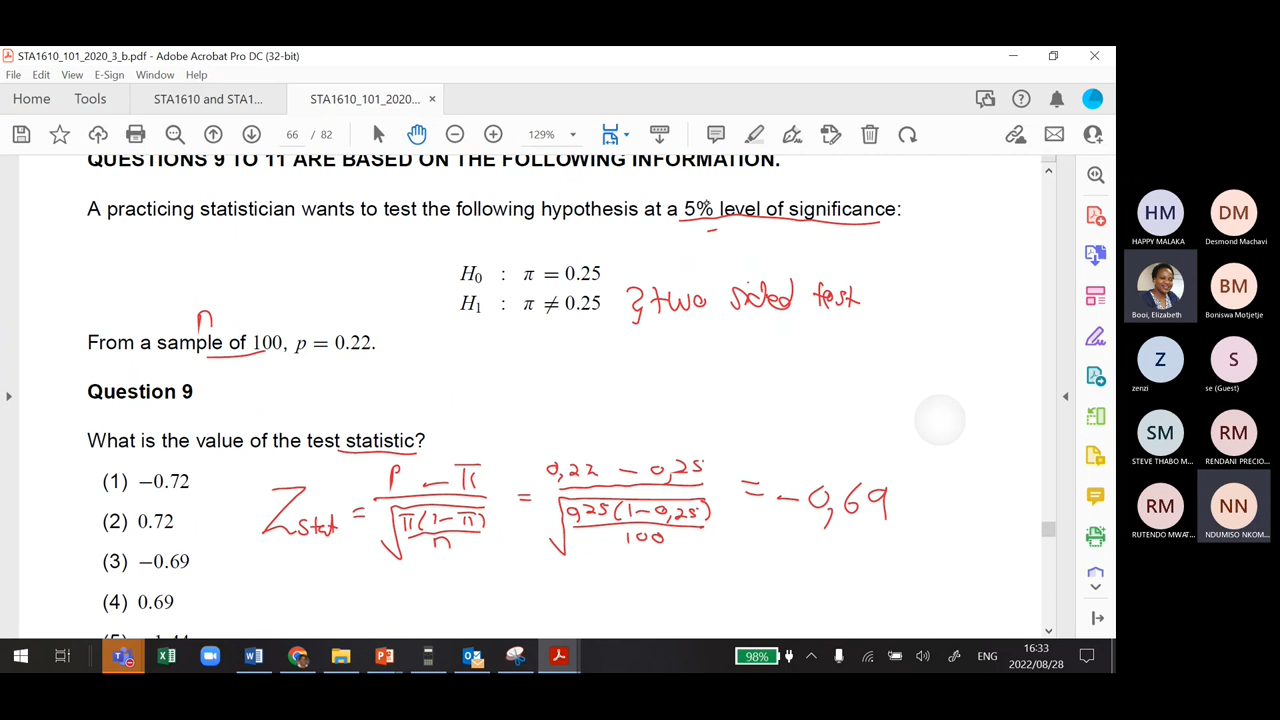 STA1610_101_2020_3_b.pdf - Adobe Acrobat Pro DC (32-bit)
File Edit View E-Sign Window Help
Home Tools STA1610 and STA1... STA1610_101_2020... ×
66 / 82 129%
QUESTIONS 9 TO 11 ARE BASED ON THE FOLLOWING INFORMATION.
A practicing statistician wants to test the following hypothesis at a 5% level of significance:
H₀ : π = 0.25
H₁ : π ≠ 0.25 } two sided test
n
From a sample of 100, p = 0.22.
Question 9
What is the value of the test statistic?
(1) −0.72
(2) 0.72
(3) −0.69
(4) 0.69
Zstat = p − π / √(π(1−π)/n) = 0,22 − 0,25 / √(0,25(1−0,25)/100) = −0,69
HM DM
HAPPY MALAKA Desmond Machavi
BM
Booi, Elizabeth Boniswa Motjetje
Z S
zenzi se (Guest)
SM RM
STEVE THABO M... RENDANI PRECIO...
RM NN
RUTENDO MWAT... NDUMISO NKOM...
98% ENG 16:33
2022/08/28